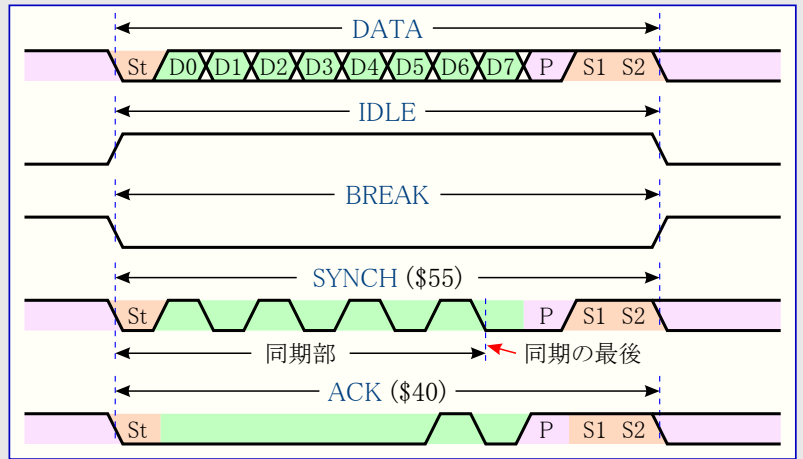 DATA
St D0 D1 D2 D3 D4 D5 D6 D7 P S1 S2
IDLE
BREAK
SYNCH ($55)
St P S1 S2
同期部 同期の最後
ACK ($40)
St P S1 S2